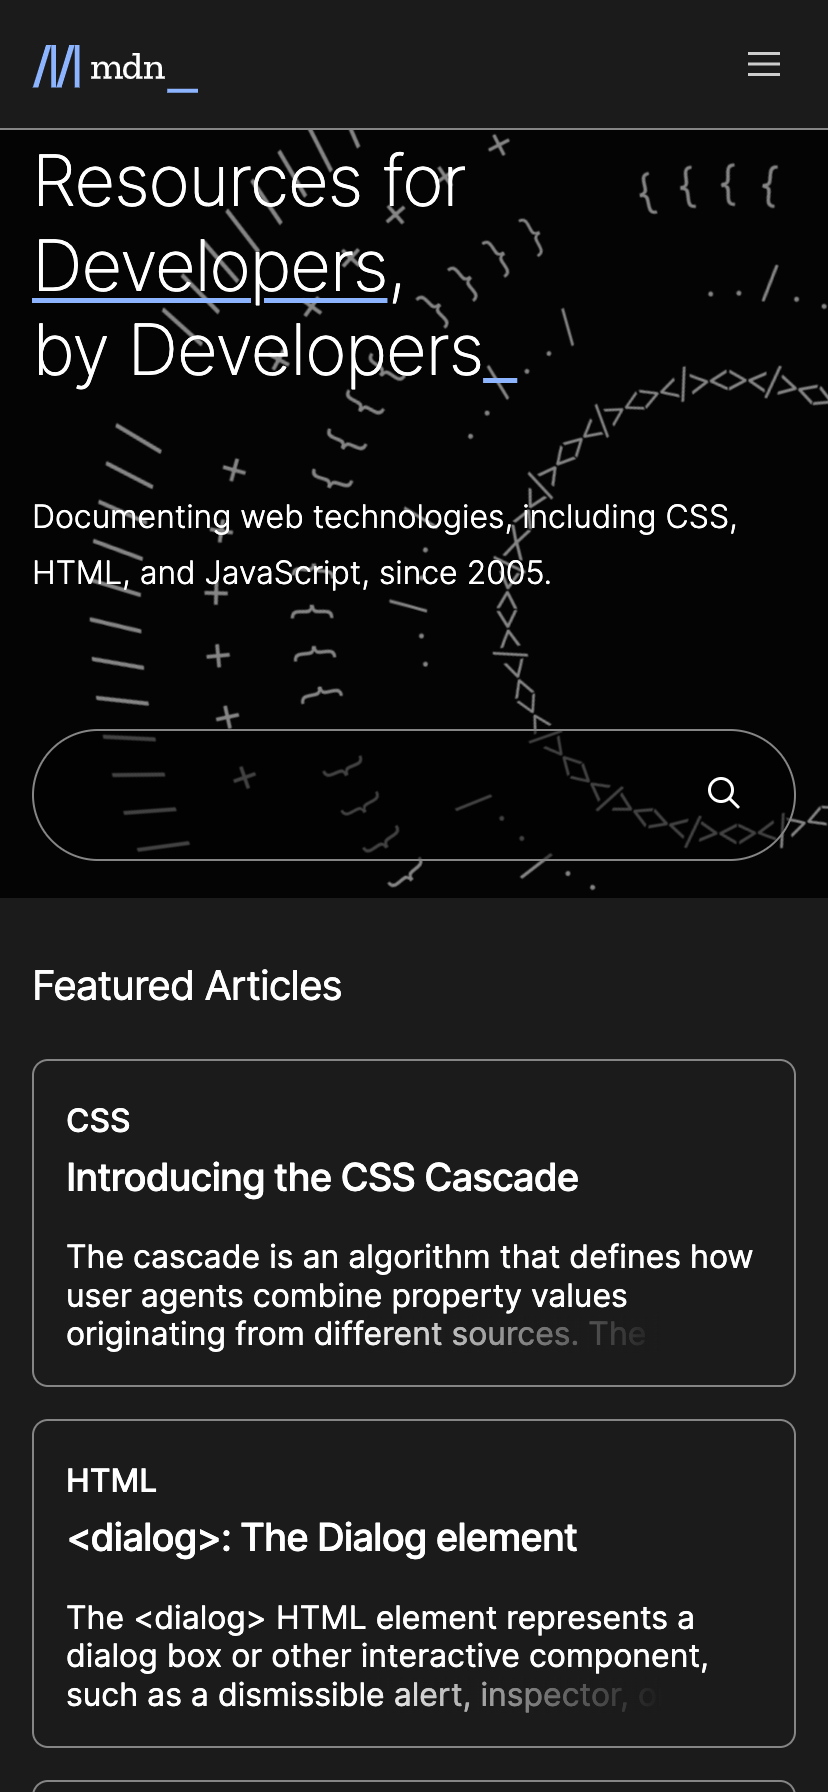 mdn_
Resources for
Developers,
by Developers_
Documenting web technologies, including CSS,
HTML, and JavaScript, since 2005.
Featured Articles
CSS
Introducing the CSS Cascade
The cascade is an algorithm that defines how
user agents combine property values
originating from different sources. The
HTML
<dialog>: The Dialog element
The <dialog> HTML element represents a
dialog box or other interactive component,
such as a dismissible alert, inspector,